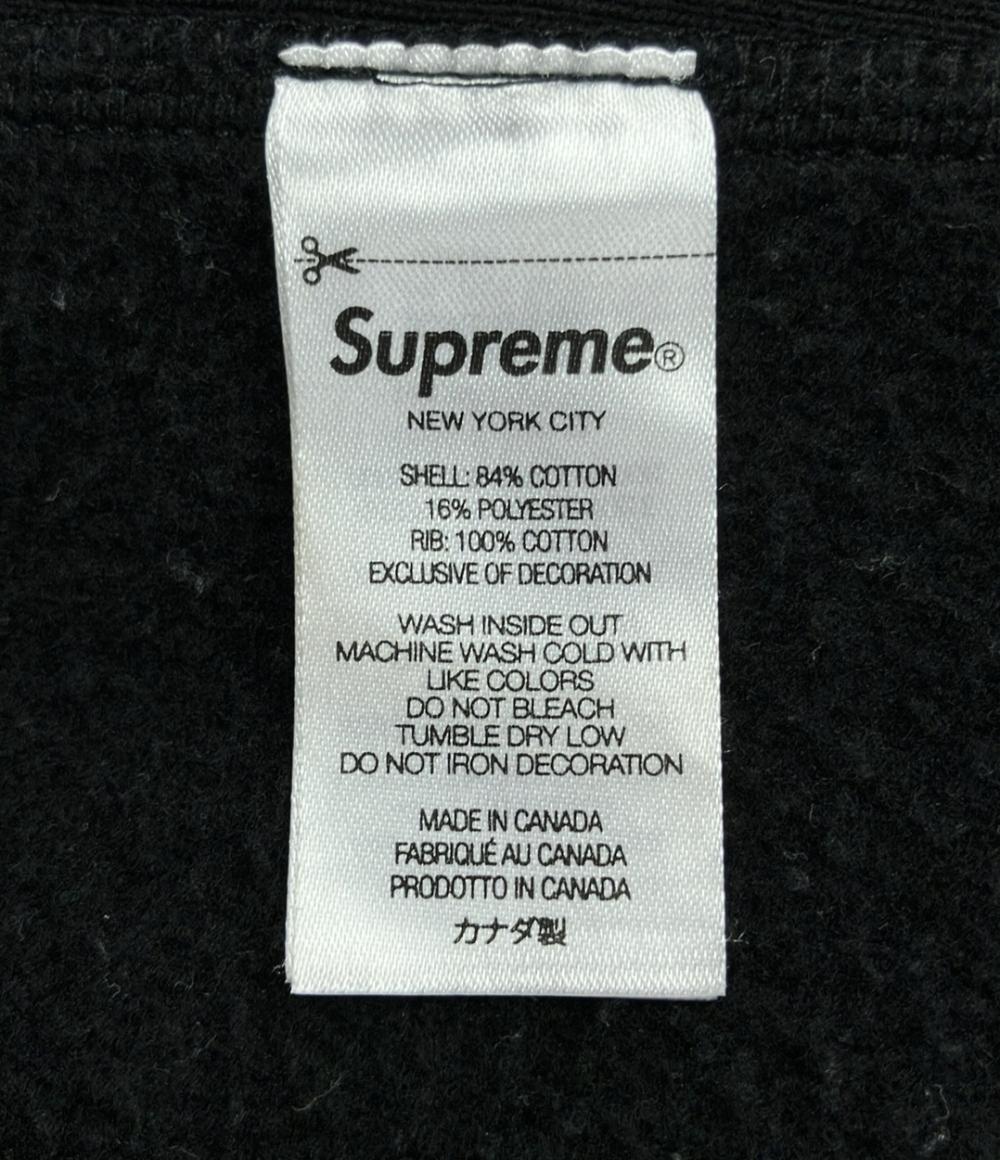 Supreme®
NEW YORK CITY
SHELL: 84% COTTON
16% POLYESTER
RIB: 100% COTTON
EXCLUSIVE OF DECORATION
WASH INSIDE OUT
MACHINE WASH COLD WITH
LIKE COLORS
DO NOT BLEACH
TUMBLE DRY LOW
DO NOT IRON DECORATION
MADE IN CANADA
FABRIQUÉ AU CANADA
PRODOTTO IN CANADA
カナダ製